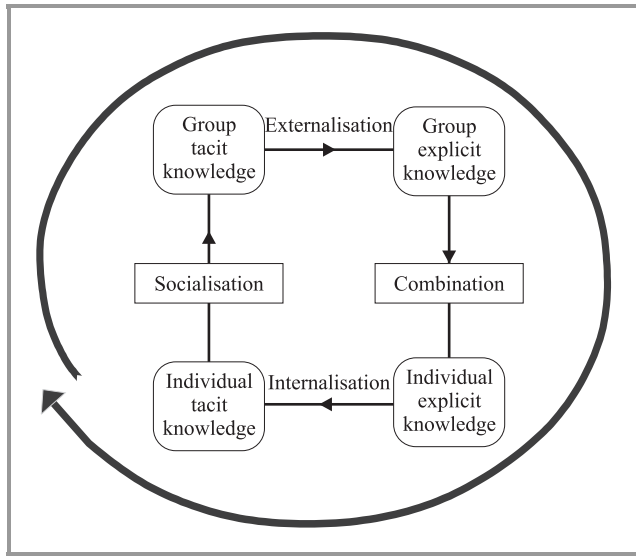 Group
tacit
knowledge
Externalisation
Group
explicit
knowledge
Socialisation
Combination
Individual
tacit
knowledge
Internalisation
Individual
explicit
knowledge